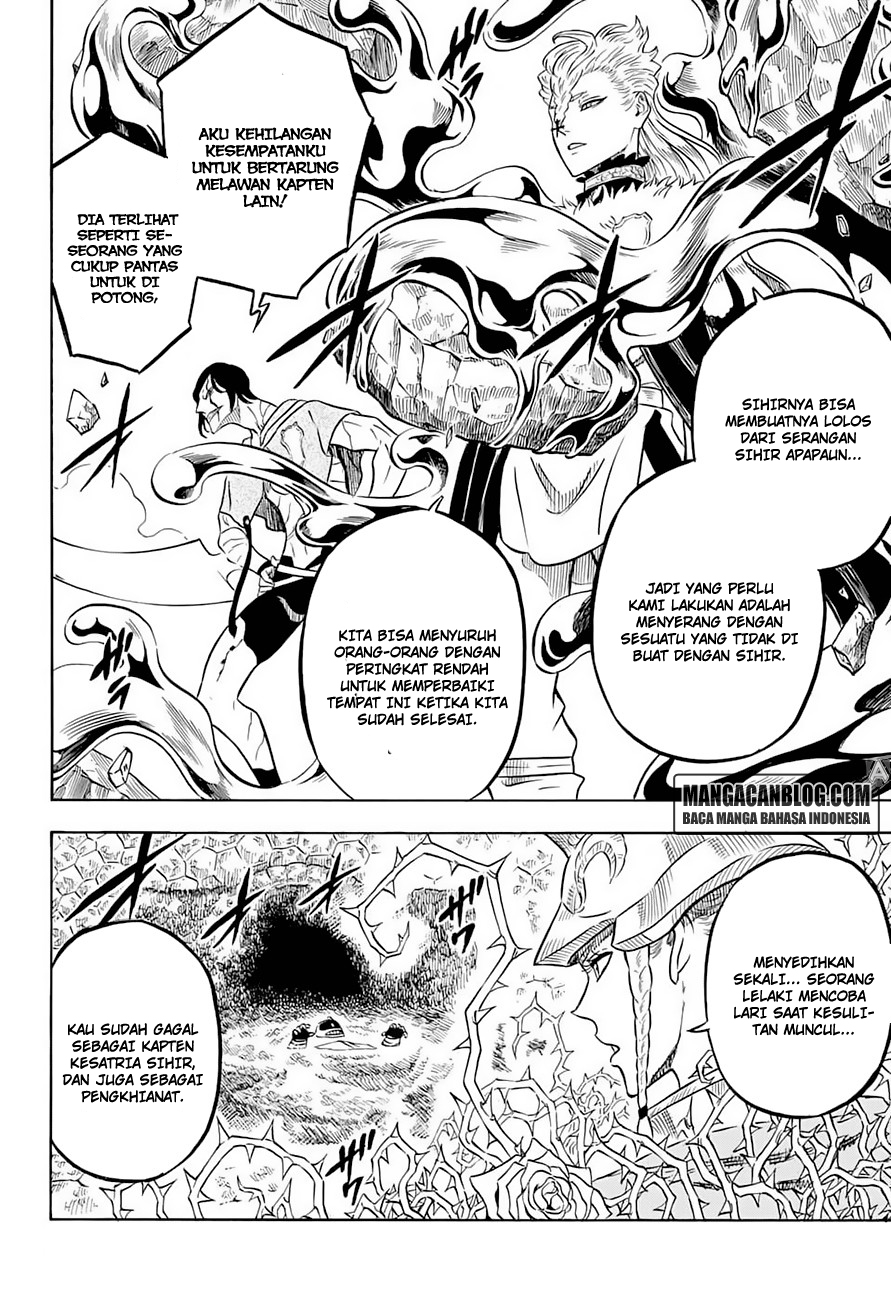 AKU KEHILANGAN
KESEMPATANKU
UNTUK BERTARUNG
MELAWAN KAPTEN
LAIN!
DIA TERLIHAT
SEPERTI SE-
SEORANG YANG
CUKUP PANTAS
UNTUK DI
POTONG,
SIHIRNYA BISA
MEMBUATNYA LOLOS
DARI SERANGAN
SIHIR APAPAUN...
JADI YANG PERLU
KAMI LAKUKAN ADALAH
MENYERANG DENGAN
SESUATU YANG TIDAK DI
BUAT DENGAN SIHIR.
KITA BISA MENYURUH
ORANG-ORANG DENGAN
PERINGKAT RENDAH
UNTUK MEMPERBAIKI
TEMPAT INI KETIKA KITA
SUDAH SELESAI.
MANGACANBLOG.COM
BACA MANGA BAHASA INDONESIA
MENYEDIHKAN
SEKALI... SEORANG
LELAKI MENCOBA
LARI SAAT KESULI-
TAN MUNCUL...
KAU SUDAH GAGAL
SEBAGAI KAPTEN
KESATRIA SIHIR,
DAN JUGA SEBAGAI
PENGKHIANAT.